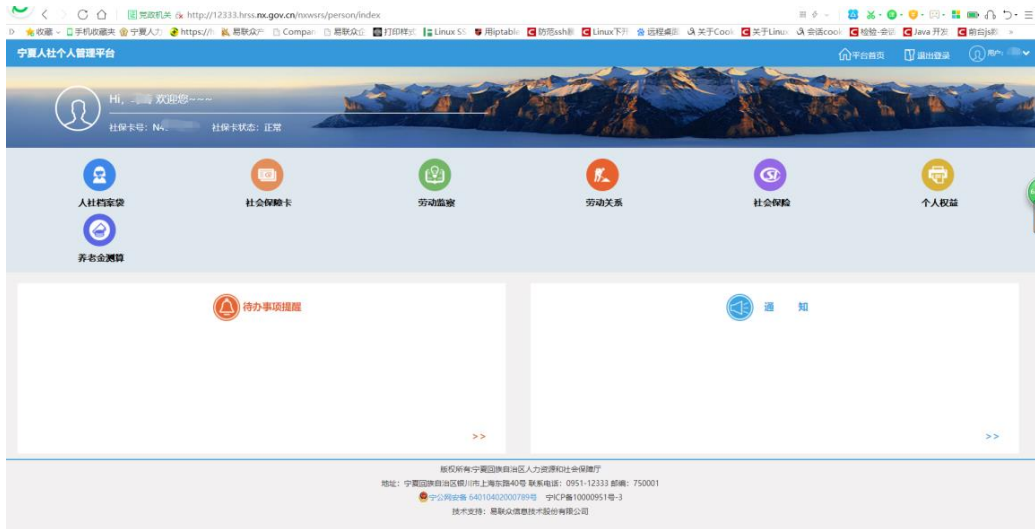 党政机关 http://12333.hrss.nx.gov.cn/nxwsrs/person/index
收藏 手机收藏夹 宁夏人力 https:// 易联众户 Compan 易联众企 打印样式 Linux SS 用iptable 防范ssh暴 Linux下开 远程桌面 关于Cook 关于Linux 会话cook 检验-会话 Java 开发 前台js数 »
宁夏人社个人管理平台 平台首页 退出登录 用户:
Hi, 欢迎您~~~
社保卡号: N4 社保卡状态: 正常
人社档案袋 社会保障卡 劳动监察 劳动关系 社会保险 个人权益
养老金测算
待办事项提醒 通 知
>> >>
版权所有:宁夏回族自治区人力资源和社会保障厅
地址: 宁夏回族自治区银川市上海东路40号 联系电话: 0951-12333 邮编: 750001
宁公网安备 64010402000789号 宁ICP备10000951号-3
技术支持: 易联众信息技术股份有限公司